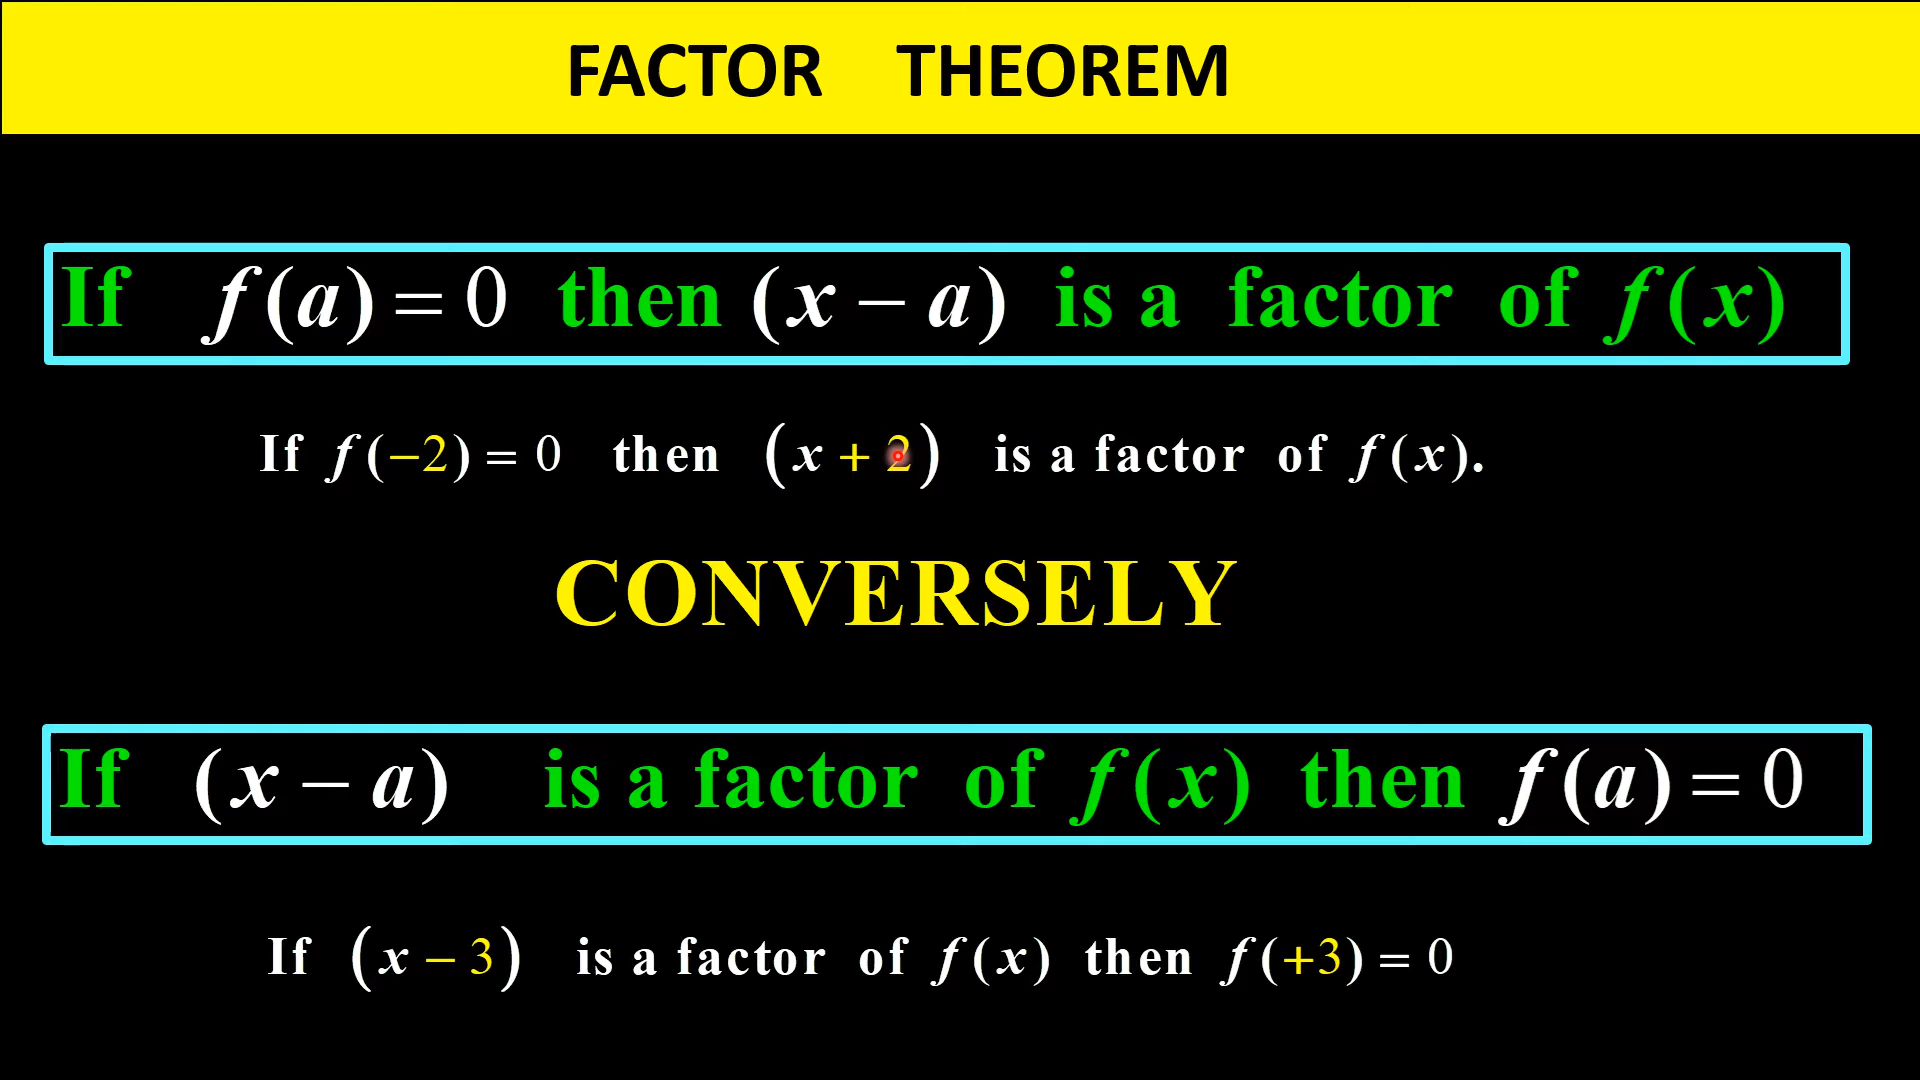 FACTOR THEOREM
If f(a) = 0 then (x − a) is a factor of f(x)
If f(−2) = 0 then (x + 2) is a factor of f(x).
CONVERSELY
If (x − a) is a factor of f(x) then f(a) = 0
If (x − 3) is a factor of f(x) then f(+3) = 0